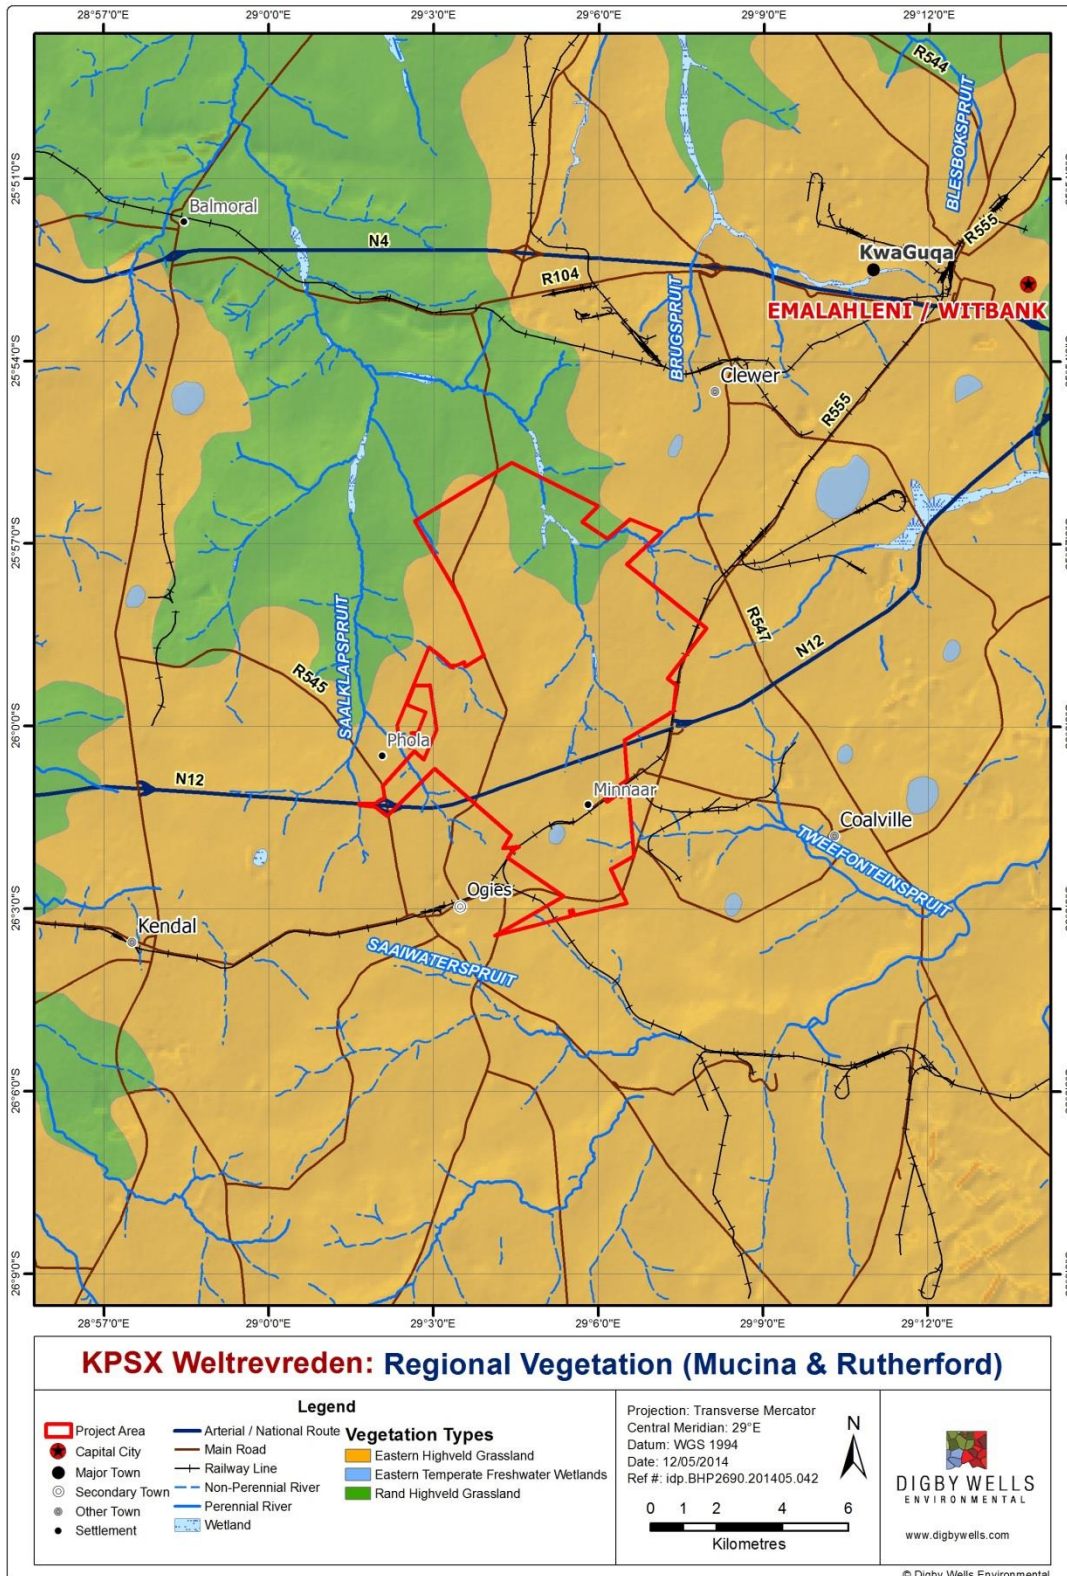 28°57'0"E 29°0'0"E 29°3'0"E 29°6'0"E 29°9'0"E 29°12'0"E
R544
BLESBOKSPRUIT
25°51'0"S
Balmoral
R555
N4
KwaGuqa
R104
EMALAHLENI / WITBANK
BRUGSPRUIT
25°54'0"S
Clewer
R555
25°57'0"S
SAALKLAPSPRUIT
R547
N12
R545
26°0'0"S
Phola
N12
Minnaar
Coalville
TWEEFONTEINSPRUIT
Ogies
26°3'0"S
Kendal
SAAIWATERSPRUIT
26°6'0"S
26°9'0"S
28°57'0"E 29°0'0"E 29°3'0"E 29°6'0"E 29°9'0"E 29°12'0"E
KPSX Weltrevreden: Regional Vegetation (Mucina & Rutherford)
Legend
Project Area
Capital City
Major Town
Secondary Town
Other Town
Settlement
Arterial / National Route
Main Road
Railway Line
Non-Perennial River
Perennial River
Wetland
Vegetation Types
Eastern Highveld Grassland
Eastern Temperate Freshwater Wetlands
Rand Highveld Grassland
Projection: Transverse Mercator
Central Meridian: 29°E
Datum: WGS 1994
Date: 12/05/2014
Ref #: idp.BHP2690.201405.042
N
0 1 2 4 6
Kilometres
DIGBY WELLS
ENVIRONMENTAL
www.digbywells.com
© Digby Wells Environmental